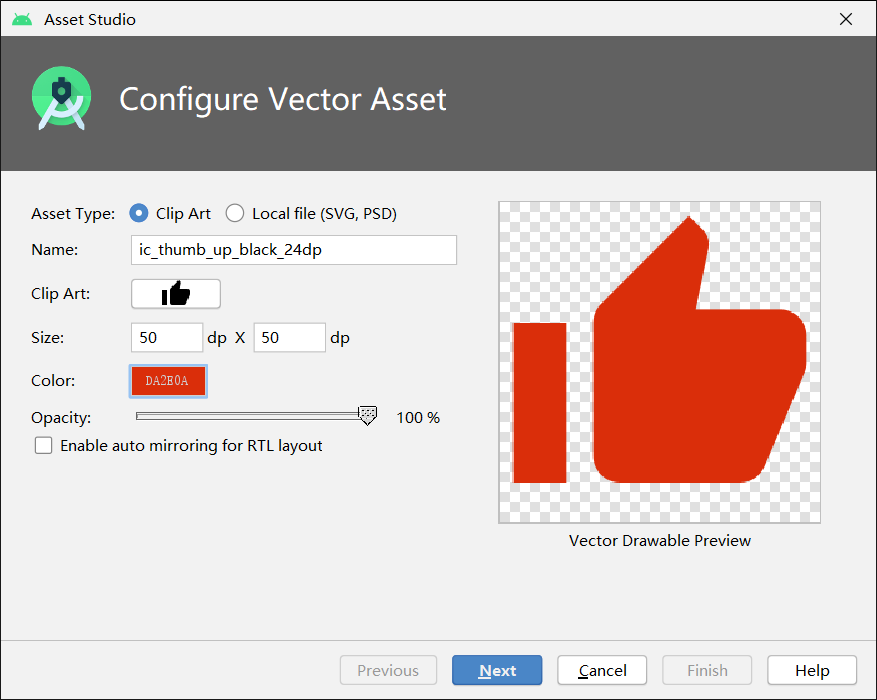 Asset Studio
Configure Vector Asset
Asset Type: Clip Art Local file (SVG, PSD)
Name: ic_thumb_up_black_24dp
Clip Art:
Size: 50 dp X 50 dp
Color: DA2E0A
Opacity: 100 %
Enable auto mirroring for RTL layout
Vector Drawable Preview
Previous Next Cancel Finish Help